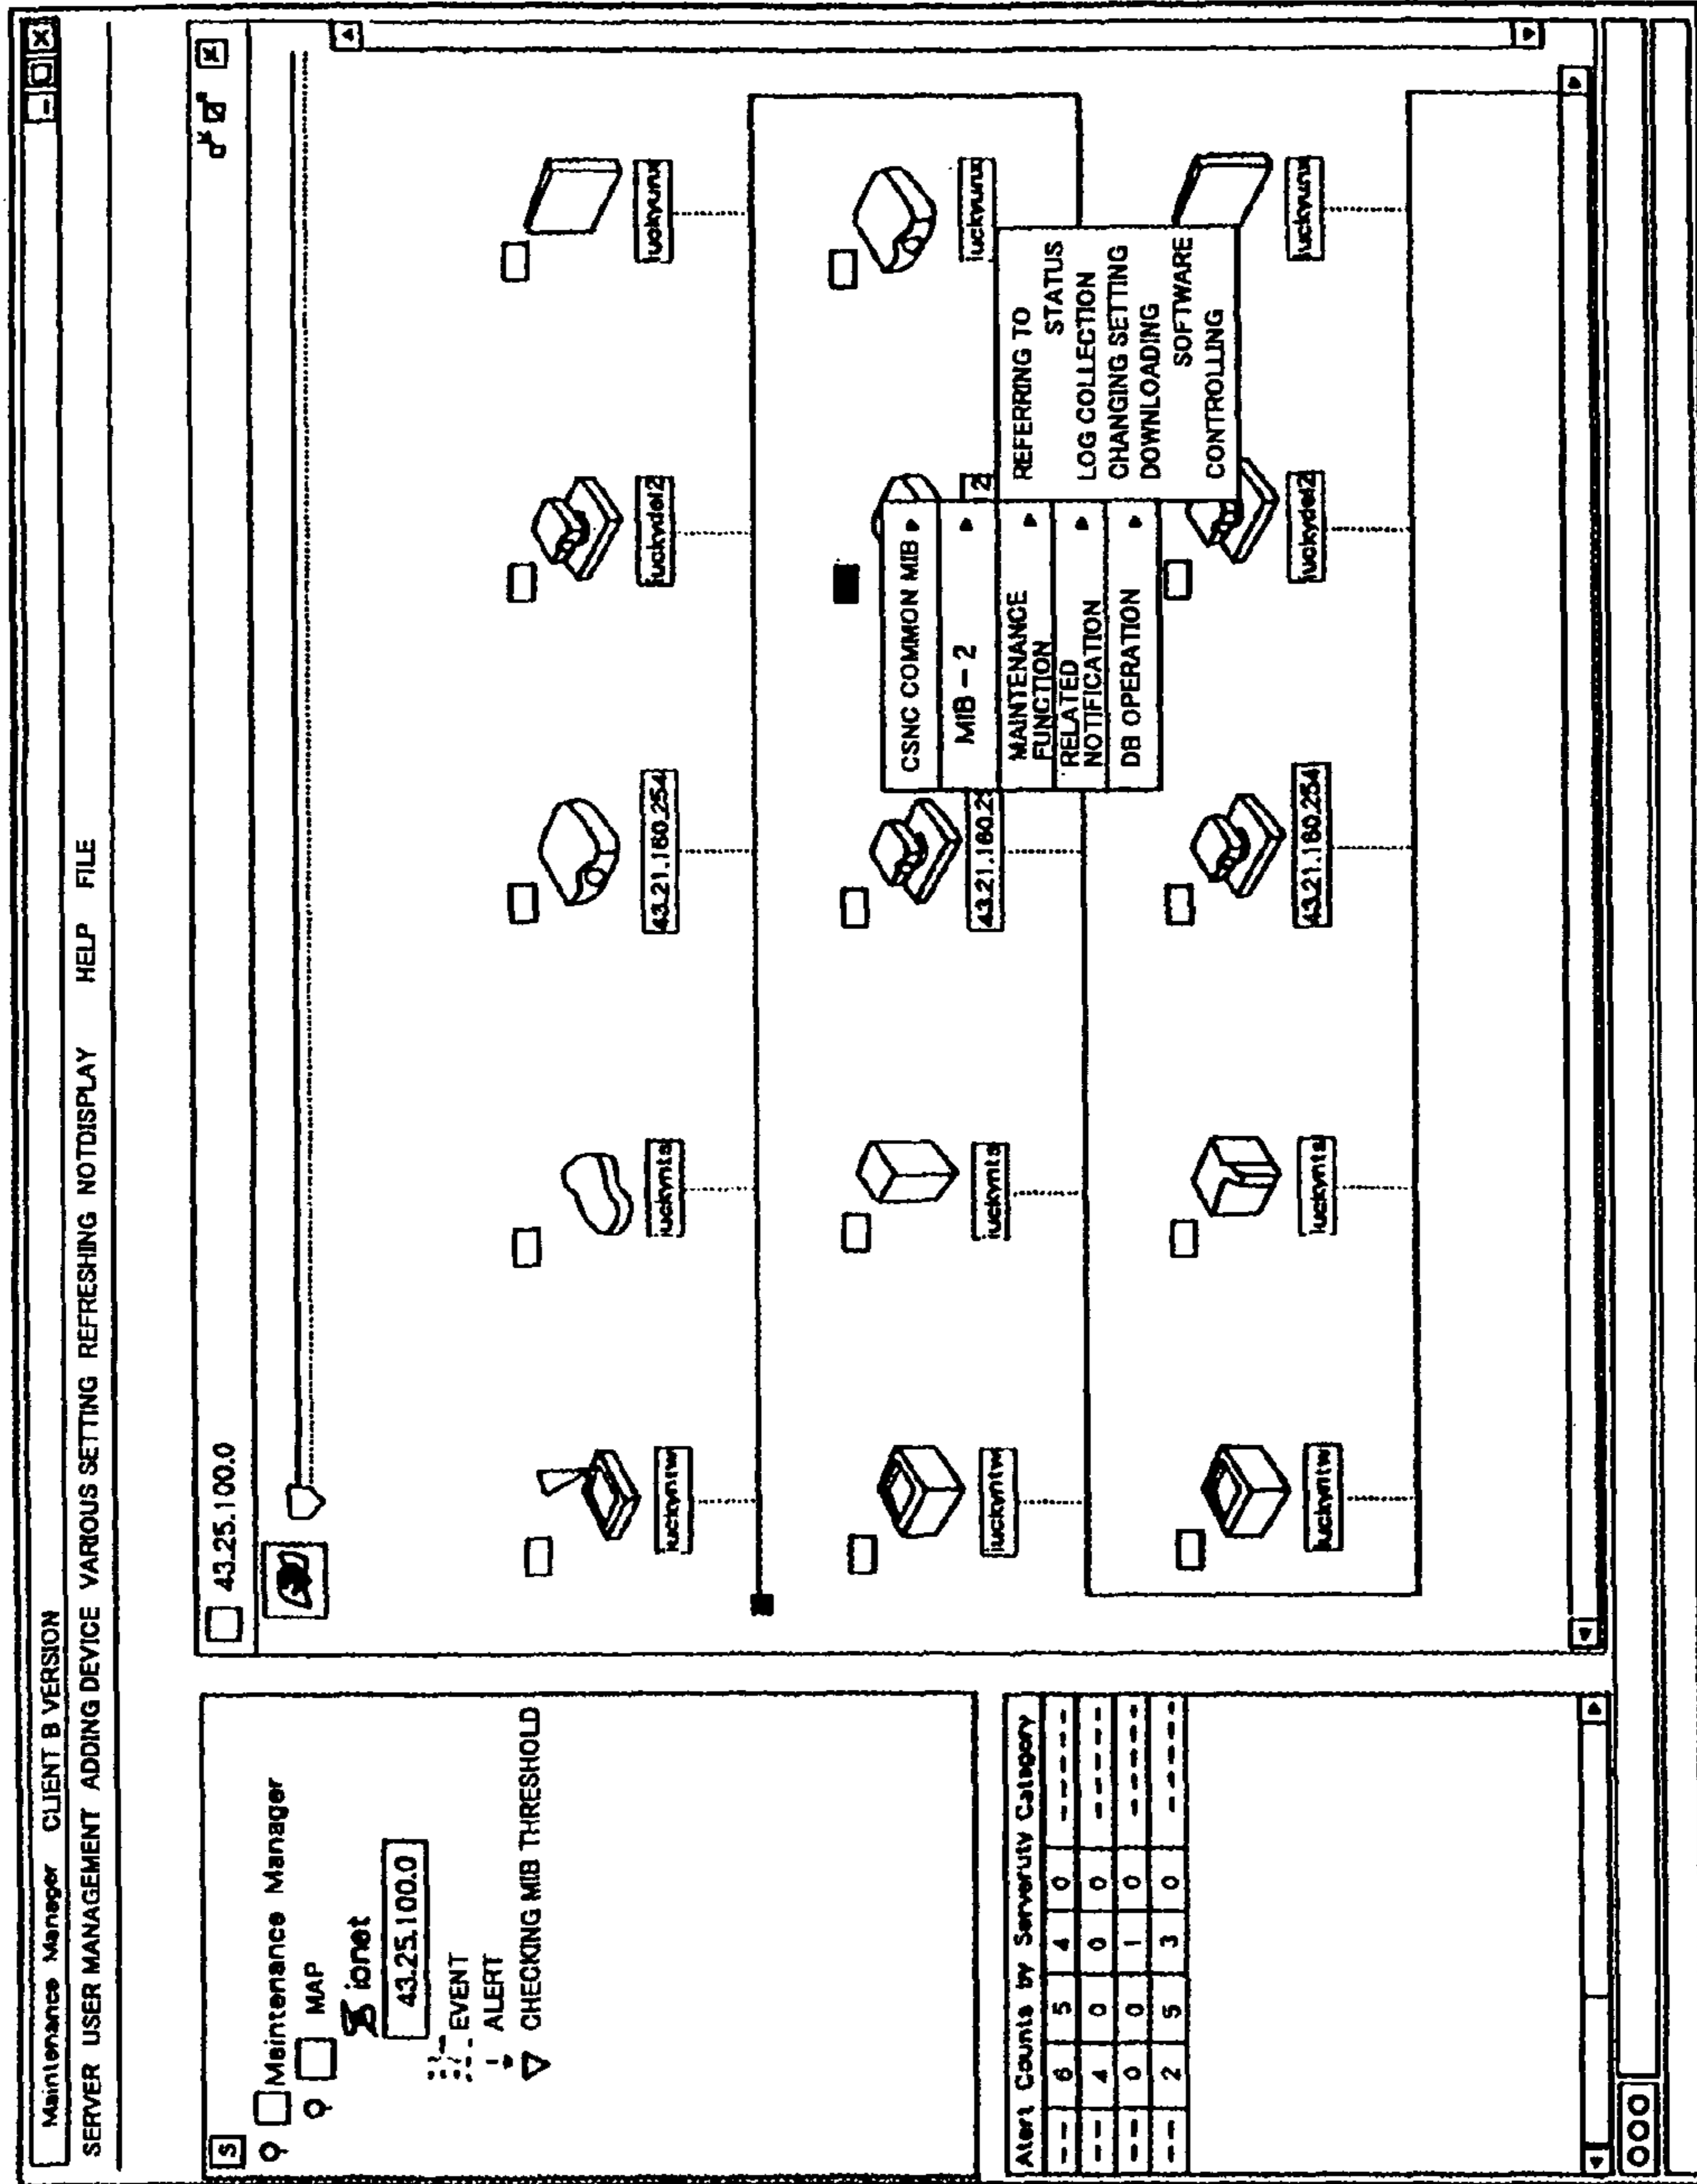 Maintenance Manager CLIENT B VERSION
SERVER USER MANAGEMENT ADDING DEVICE VARIOUS SETTING REFRESHING NOTDISPLAY HELP FILE
S
Meintenance Manager
MAP
ionet
43.25.100.0
EVENT
ALERT
CHECKING MIB THRESHOLD
Atert Counts by Serveruty Catagory
--- 6 5 4 0 -----
-- 4 0 0 0 -----
-- 0 0 1 0 -----
-- 2 5 3 0 -----
43.25.100.0
luckyntw
luckynts
43.21.160.254
luckydel2
luckyunx
luckyntw
luckynts
43.21.160.2
2
luckyunx
CSNC COMMON MIB
MIB - 2
MAINTENANCE
FUNCTION
RELATED
NOTIFICATION
DB OPERATION
REFERRING TO
STATUS
LOG COLLECTION
CHANGING SETTING
DOWNLOADING
SOFTWARE
CONTROLLING
luckyntw
luckynts
43.21.160.254
luckydel2
luckyunx